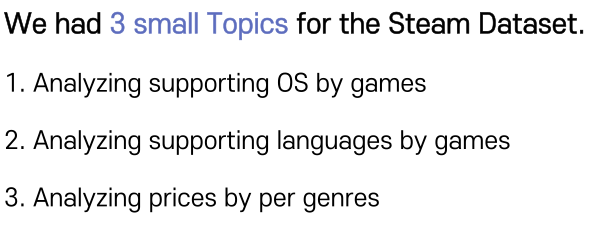 We had 3 small Topics for the Steam Dataset.
1. Analyzing supporting OS by games
2. Analyzing supporting languages by games
3. Analyzing prices by per genres